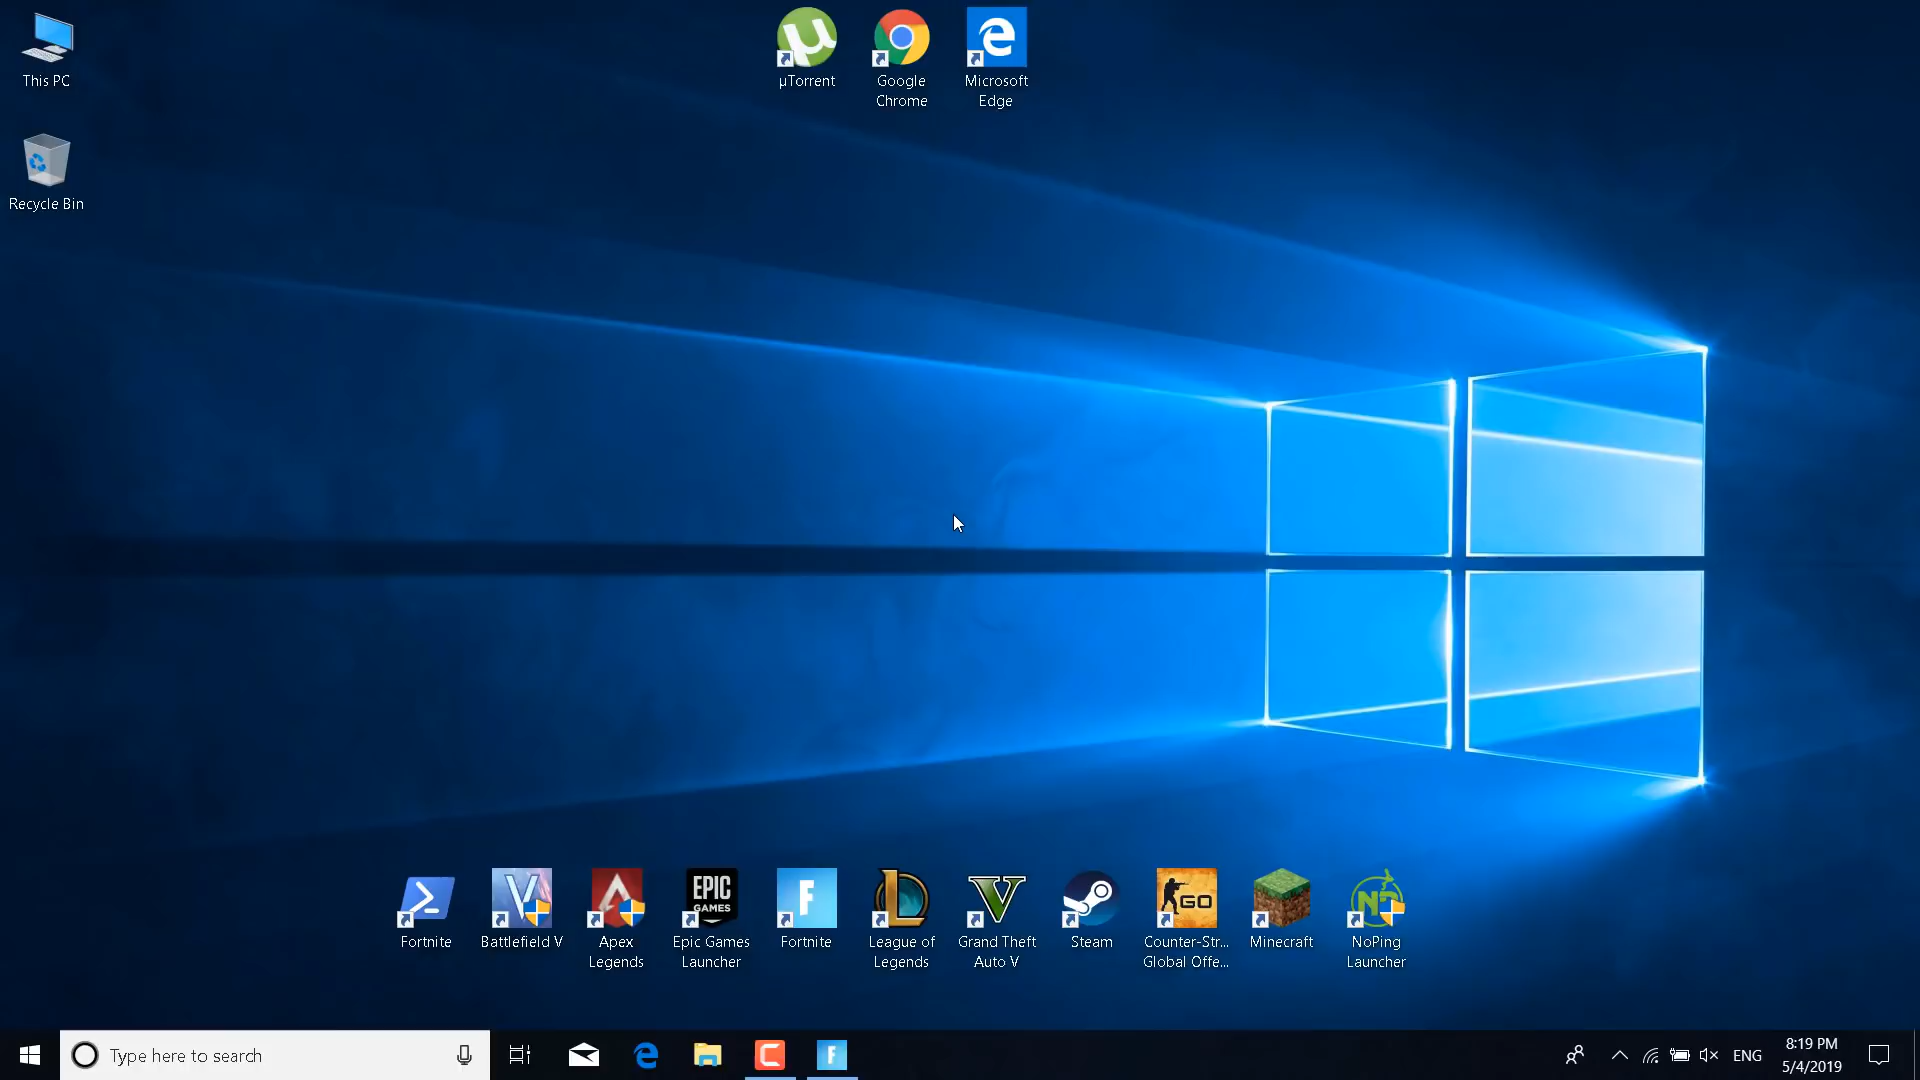 This PC
µTorrent
Google
Chrome
Microsoft
Edge
Recycle Bin
EPIC
GAMES
F
GO
NP
Fortnite
Battlefield V
Apex
Legends
Epic Games
Launcher
Fortnite
League of
Legends
Grand Theft
Auto V
Steam
Counter-Str...
Global Offe...
Minecraft
NoPing
Launcher
Type here to search
F
ENG
8:19 PM
5/4/2019